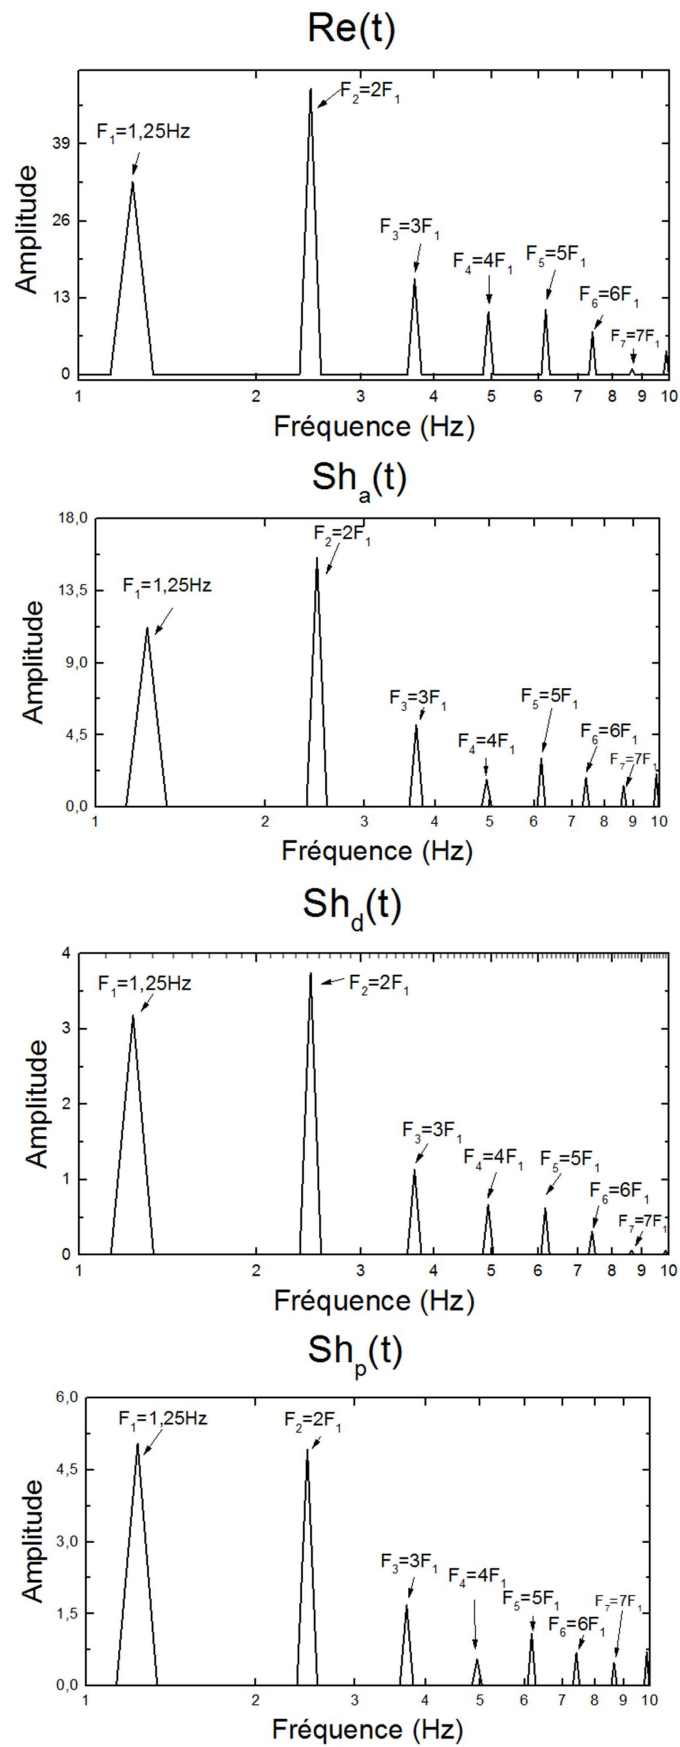 Re(t)
F1=1,25Hz
F2=2F1
F3=3F1
F4=4F1
F5=5F1
F6=6F1
F7=7F1
Amplitude
39
26
13
0
1 2 3 4 5 6 7 8 9 10
Fréquence (Hz)
Sha(t)
18,0
13,5
9,0
4,5
0,0
Amplitude
F1=1,25Hz
F2=2F1
F3=3F1
F4=4F1
F5=5F1
F6=6F1
F7=7F1
1 2 3 4 5 6 7 8 9 10
Fréquence (Hz)
Shd(t)
4
3
2
1
0
Amplitude
F1=1,25Hz
F2=2F1
F3=3F1
F4=4F1
F5=5F1
F6=6F1
F7=7F1
1 2 3 4 5 6 7 8 9 10
Fréquence (Hz)
Shp(t)
6,0
4,5
3,0
1,5
0,0
Amplitude
F1=1,25Hz
F2=2F1
F3=3F1
F4=4F1
F5=5F1
F6=6F1
F7=7F1
1 2 3 4 5 6 7 8 9 10
Fréquence (Hz)